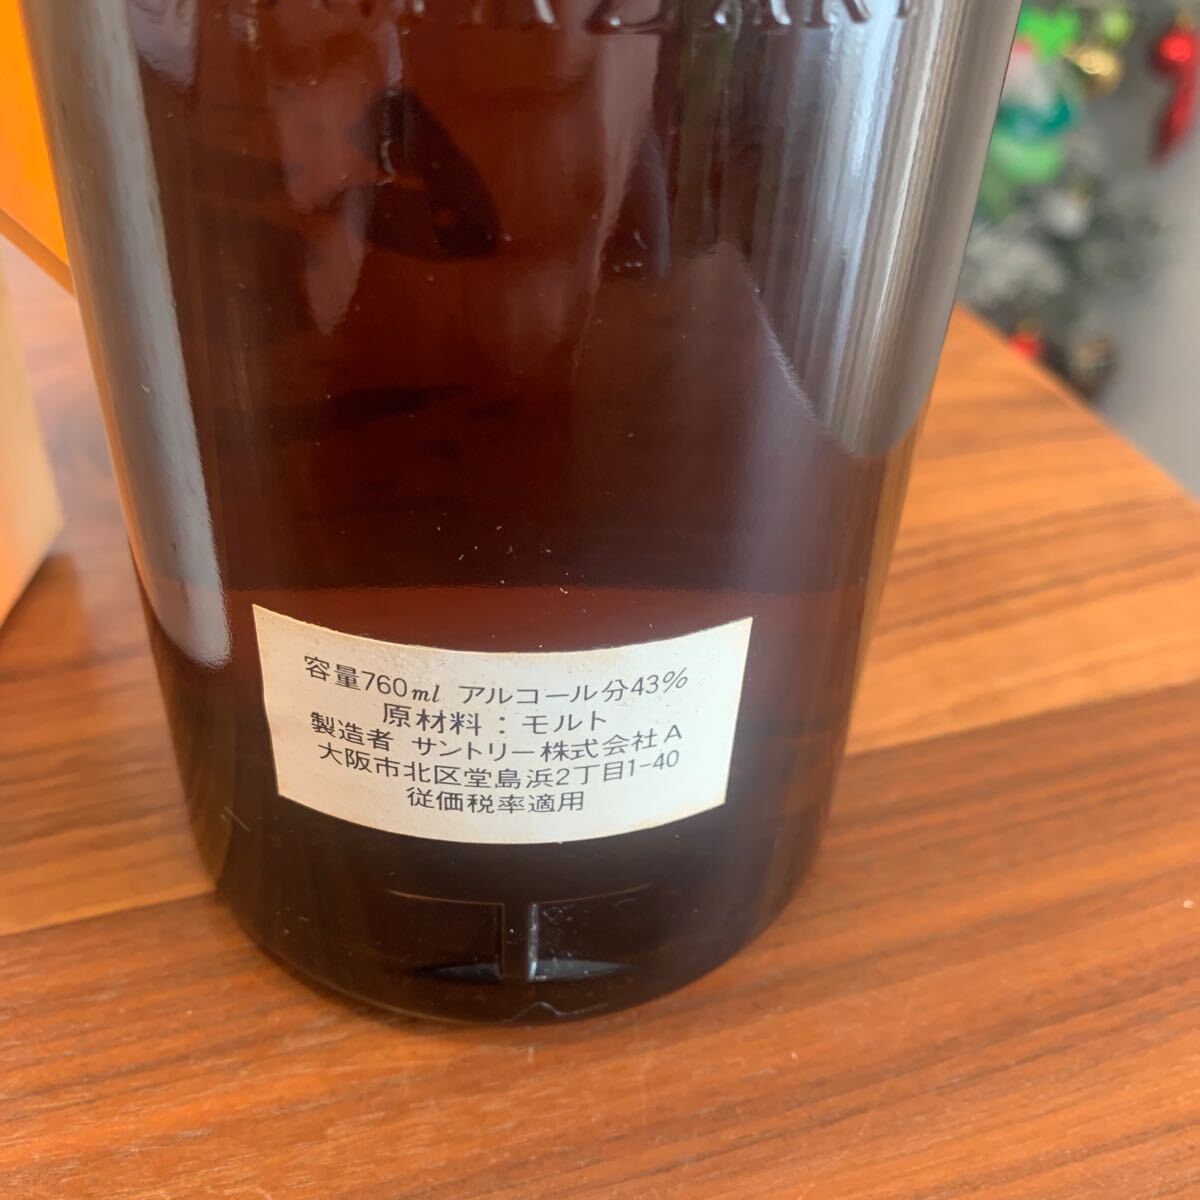 容量760ml アルコール分43%
原材料：モルト
製造者 サントリー株式会社A
大阪市北区堂島浜2丁目1-40
従価税率適用